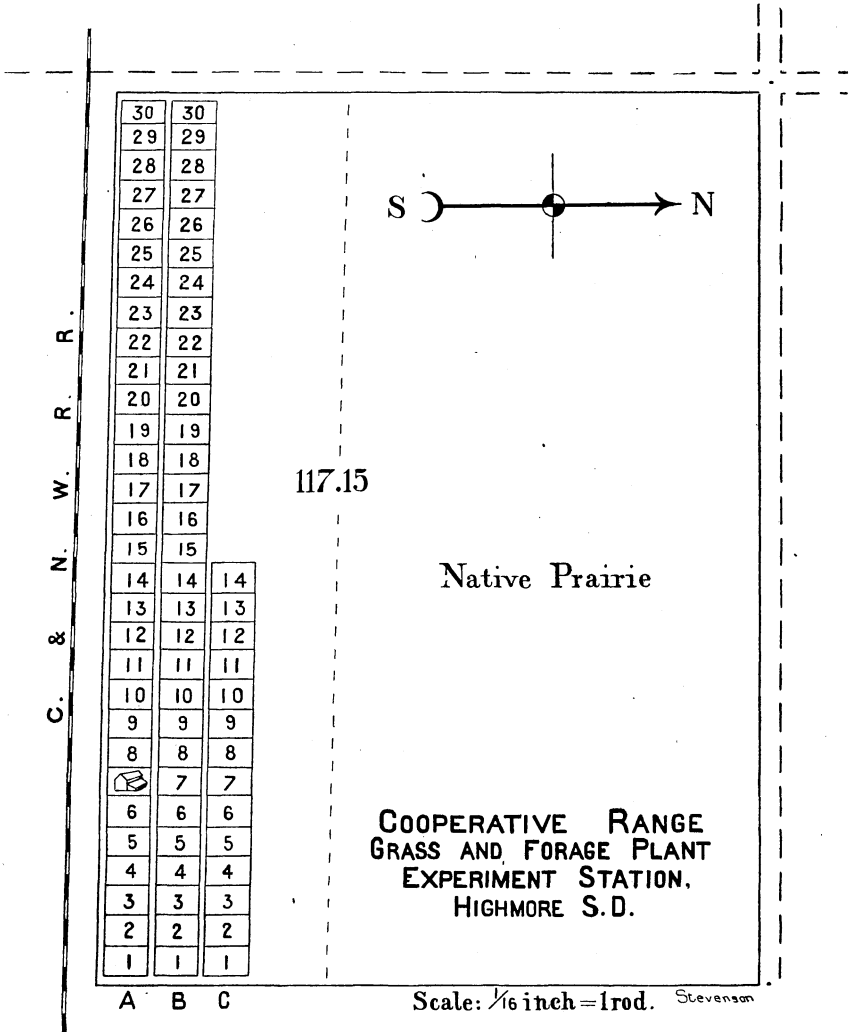 30 30
29 29
28 28
27 27
S N
26 26
25 25
24 24
23 23
22 22
21 21
20 20
19 19
18 18
117.15
17 17
16 16
15 15
14 14 14
Native Prairie
13 13 13
12 12 12
11 11 11
10 10 10
9 9 9
8 8 8
7 7
6 6 6
5 5 5
4 4 4
3 3 3
2 2 2
1 1 1
A B C
C. & N. W. R. R.
COOPERATIVE RANGE
GRASS AND FORAGE PLANT
EXPERIMENT STATION,
HIGHMORE S.D.
Scale: 1/16 inch = 1 rod. Stevenson